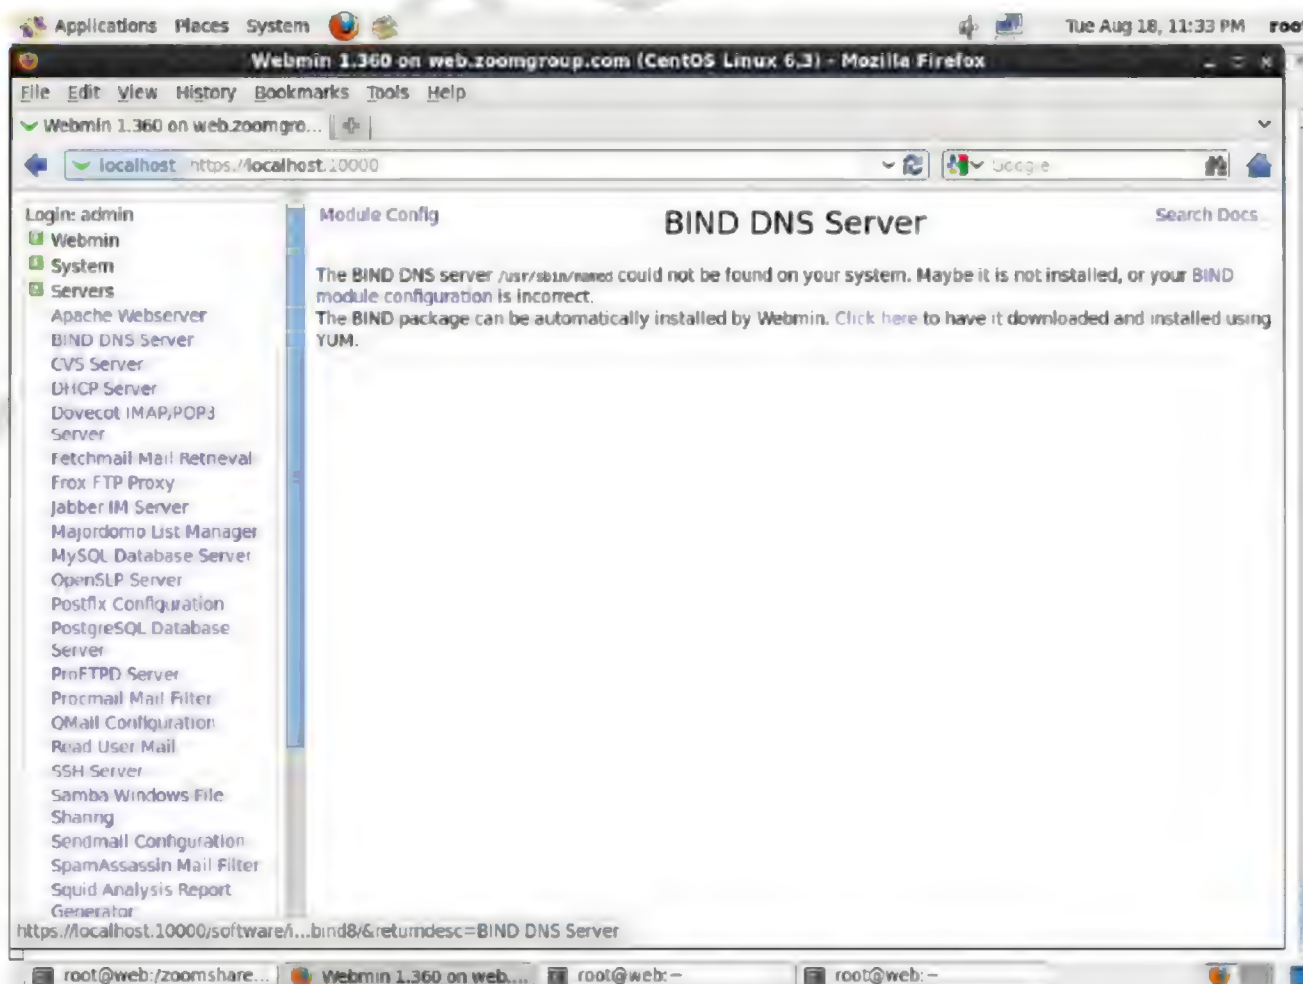 Applications Places System
Tue Aug 18, 11:33 PM root
Webmin 1.360 on web.zoomgroup.com (CentOS Linux 6.3) - Mozilla Firefox
File Edit View History Bookmarks Tools Help
Webmin 1.360 on web.zoomgro...
localhost https://localhost:10000
Google
Login: admin
Webmin
System
Servers
Apache Webserver
BIND DNS Server
CVS Server
DHCP Server
Dovecot IMAP/POP3
Server
Fetchmail Mail Retrieval
Frox FTP Proxy
Jabber IM Server
Majordomo List Manager
MySQL Database Server
OpenSLP Server
Postfix Configuration
PostgreSQL Database
Server
ProFTPD Server
Procmail Mail Filter
QMail Configuration
Read User Mail
SSH Server
Samba Windows File
Sharing
Sendmail Configuration
SpamAssassin Mail Filter
Squid Analysis Report
Generator
Module Config
BIND DNS Server
Search Docs..
The BIND DNS server /usr/sbin/named could not be found on your system. Maybe it is not installed, or your BIND
module configuration is incorrect.
The BIND package can be automatically installed by Webmin. Click here to have it downloaded and installed using
YUM.
https://localhost:10000/software/i...bind8/&returndesc=BIND DNS Server
root@web:/zoomshare...
Webmin 1.360 on web....
root@web:~
root@web:~